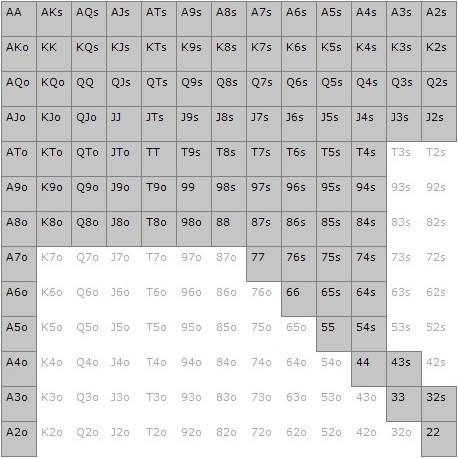 AA AKs AQs AJs ATs A9s A8s A7s A6s A5s A4s A3s A2s
AKo KK KQs KJs KTs K9s K8s K7s K6s K5s K4s K3s K2s
AQo KQo QQ QJs QTs Q9s Q8s Q7s Q6s Q5s Q4s Q3s Q2s
AJo KJo QJo JJ JTs J9s J8s J7s J6s J5s J4s J3s J2s
ATo KTo QTo JTo TT T9s T8s T7s T6s T5s T4s T3s T2s
A9o K9o Q9o J9o T9o 99 98s 97s 96s 95s 94s 93s 92s
A8o K8o Q8o J8o T8o 98o 88 87s 86s 85s 84s 83s 82s
A7o K7o Q7o J7o T7o 97o 87o 77 76s 75s 74s 73s 72s
A6o K6o Q6o J6o T6o 96o 86o 76o 66 65s 64s 63s 62s
A5o K5o Q5o J5o T5o 95o 85o 75o 65o 55 54s 53s 52s
A4o K4o Q4o J4o T4o 94o 84o 74o 64o 54o 44 43s 42s
A3o K3o Q3o J3o T3o 93o 83o 73o 63o 53o 43o 33 32s
A2o K2o Q2o J2o T2o 92o 82o 72o 62o 52o 42o 32o 22